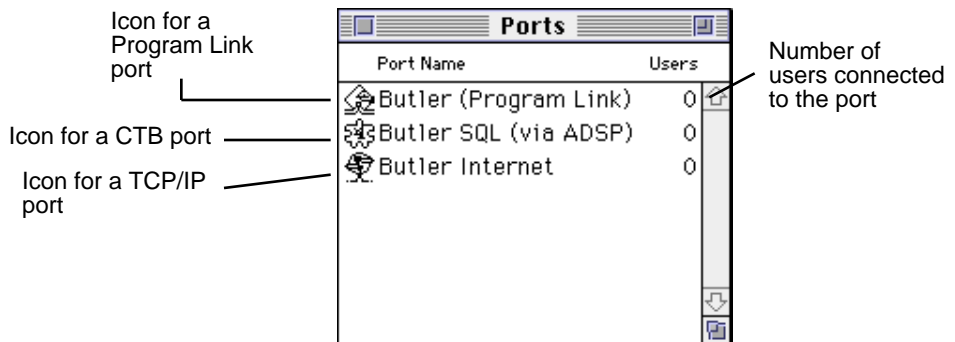 Icon for a
Program Link
port
Icon for a CTB port
Icon for a TCP/IP
port
Ports
Port Name Users
Butler (Program Link) 0
Butler SQL (via ADSP) 0
Butler Internet 0
Number of
users connected
to the port